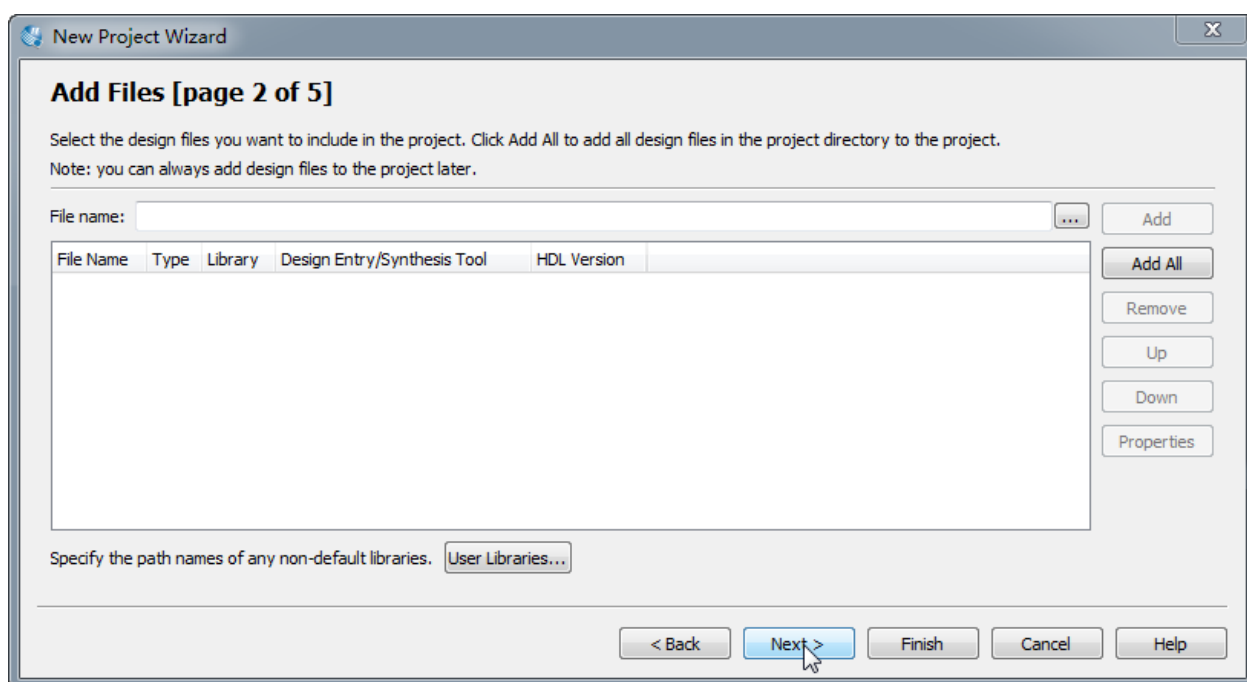 New Project Wizard
Add Files [page 2 of 5]
Select the design files you want to include in the project. Click Add All to add all design files in the project directory to the project.
Note: you can always add design files to the project later.
File name: ... Add
File Name Type Library Design Entry/Synthesis Tool HDL Version
Add All
Remove
Up
Down
Properties
Specify the path names of any non-default libraries. User Libraries...
< Back Next > Finish Cancel Help